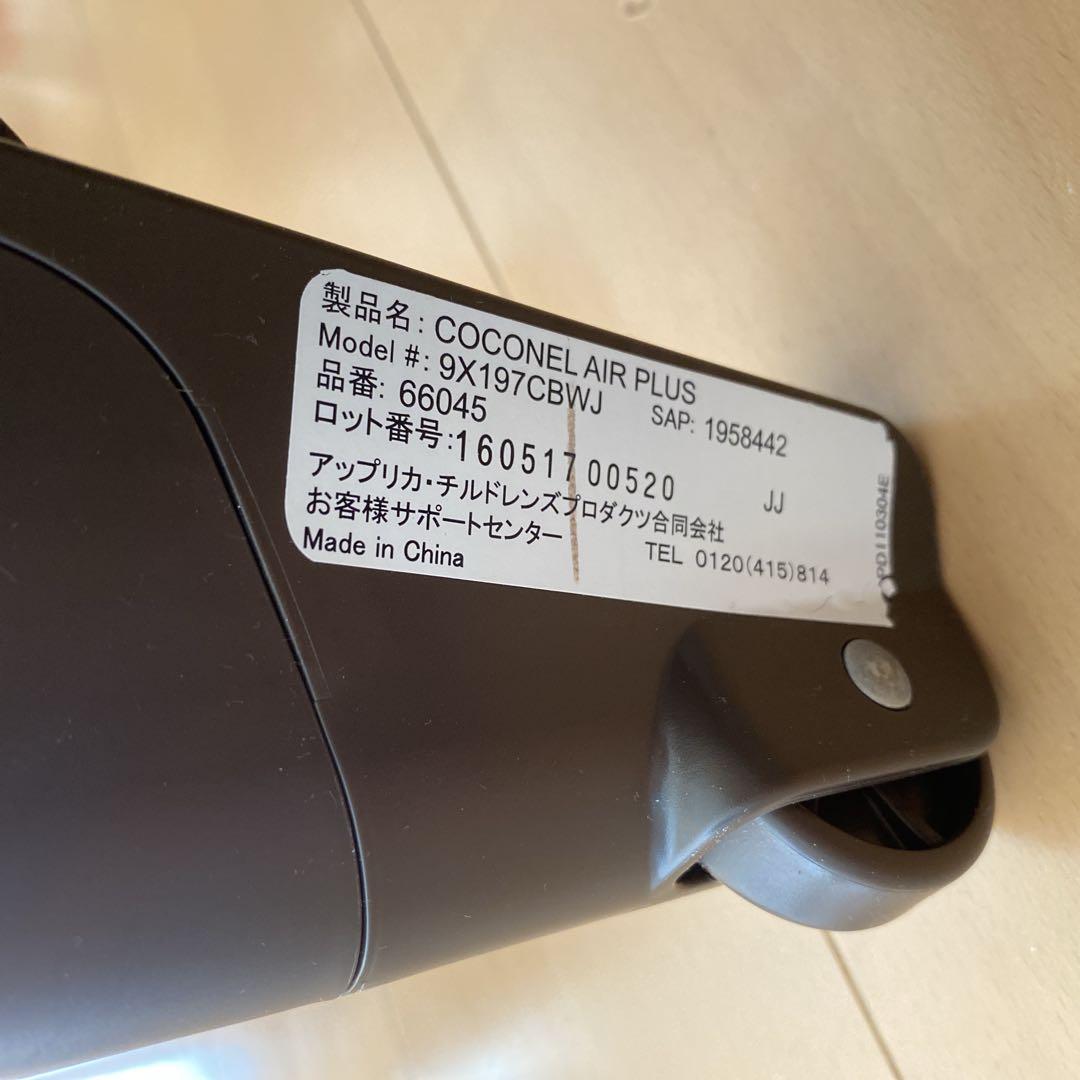 製品名: COCONEL AIR PLUS
Model #: 9X197CBWJ SAP: 1958442
品番: 66045
ロット番号:16051700520 JJ
アップリカ・チルドレンズプロダクツ合同会社
お客様サポートセンター TEL 0120(415)814
Made in China
PD110304E